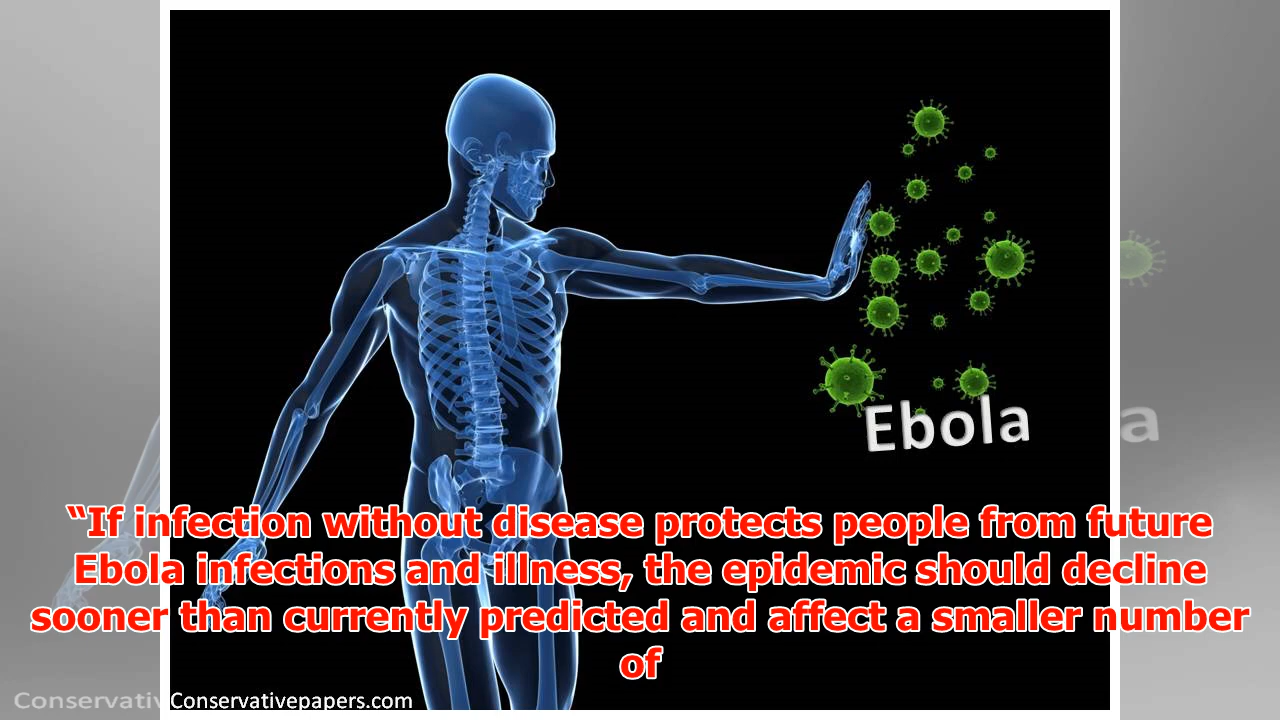 Ebola
a
“If infection without disease protects people from future
Ebola infections and illness, the epidemic should decline
sooner than currently predicted and affect a smaller number
of
Conservativ
Conservativepapers.com